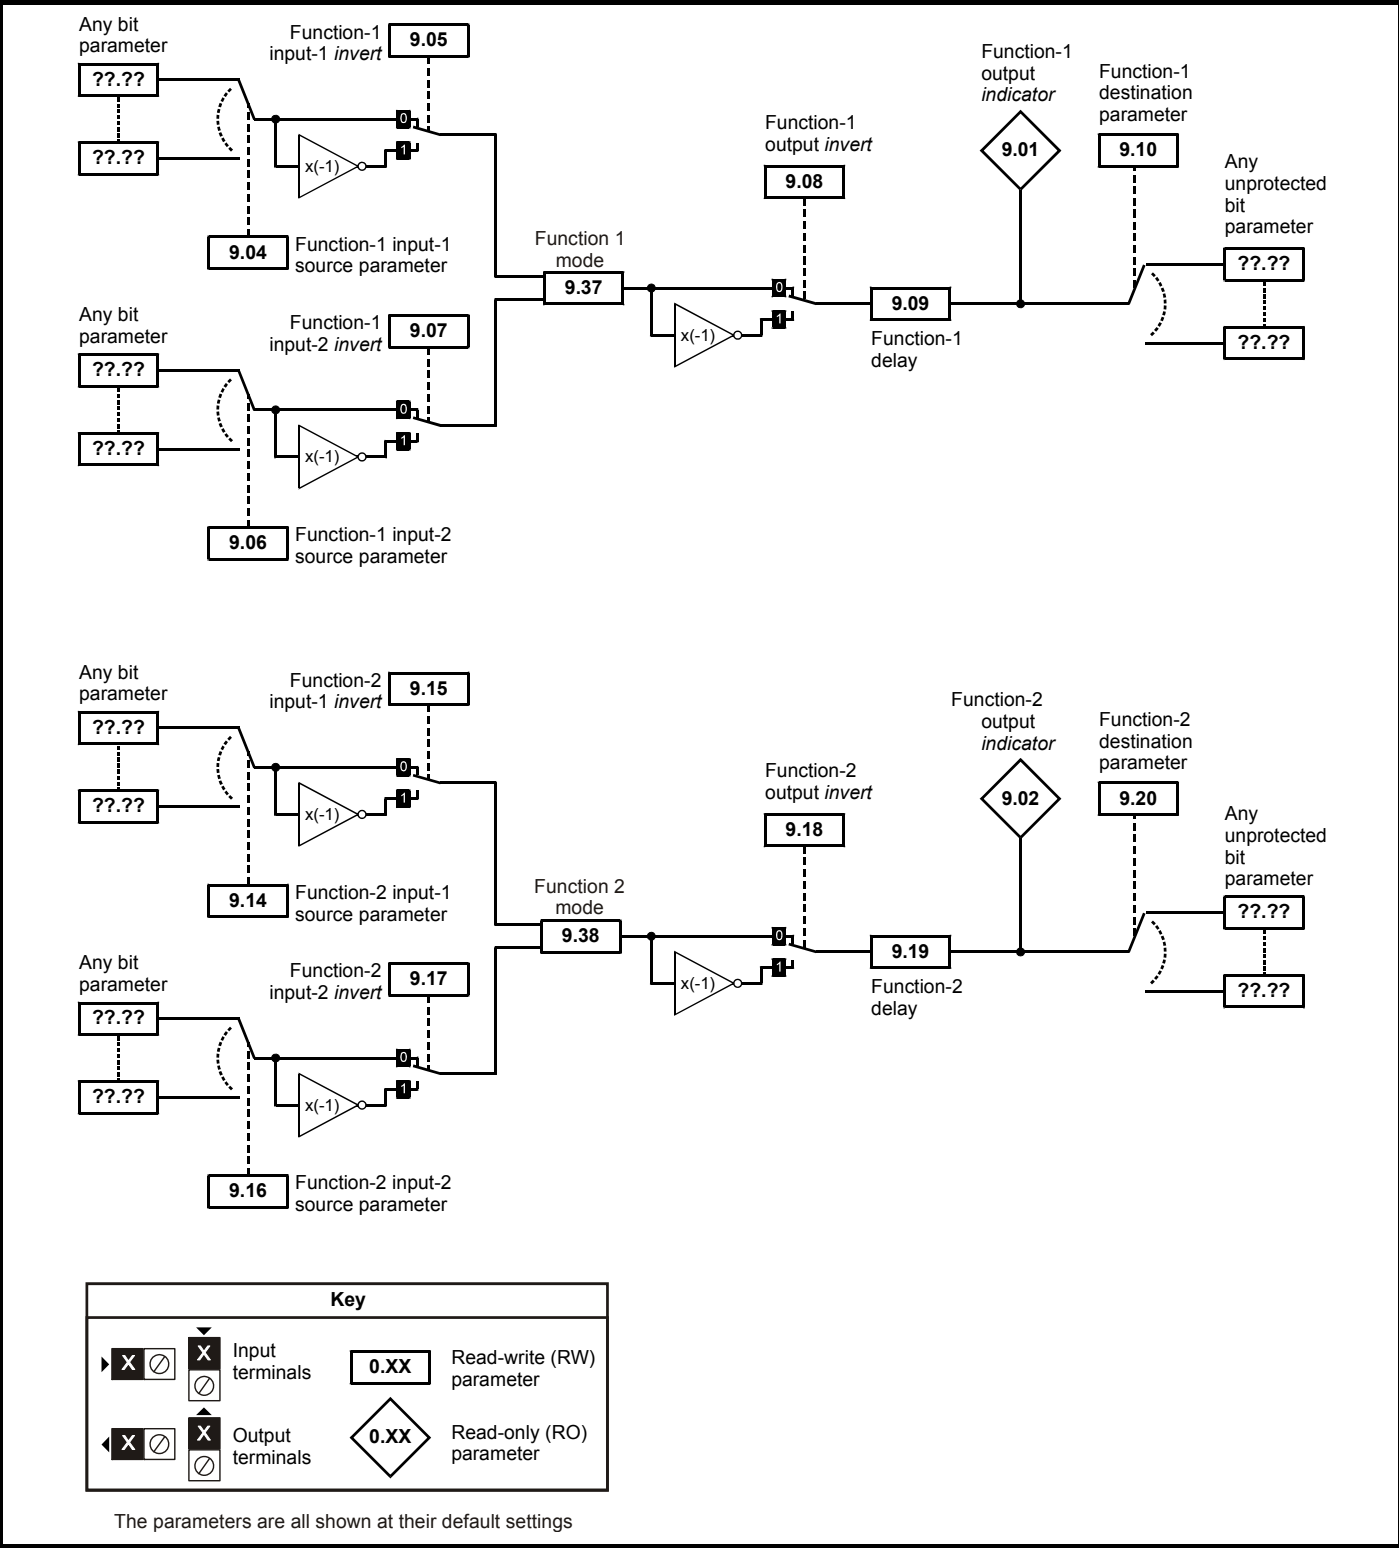 Any bit
parameter
??.??
??.??
Function-1
input-1 invert
9.05
0
1
x(-1)
9.04
Function-1 input-1
source parameter
Any bit
parameter
??.??
??.??
Function-1
input-2 invert
9.07
0
1
x(-1)
9.06
Function-1 input-2
source parameter
Function 1
mode
9.37
x(-1)
0
1
Function-1
output invert
9.08
9.09
Function-1
delay
Function-1
output
indicator
9.01
Function-1
destination
parameter
9.10
Any
unprotected
bit
parameter
??.??
??.??
Any bit
parameter
??.??
??.??
Function-2
input-1 invert
9.15
0
1
x(-1)
9.14
Function-2 input-1
source parameter
Any bit
parameter
??.??
??.??
Function-2
input-2 invert
9.17
0
1
x(-1)
9.16
Function-2 input-2
source parameter
Function 2
mode
9.38
x(-1)
0
1
Function-2
output invert
9.18
9.19
Function-2
delay
Function-2
output
indicator
9.02
Function-2
destination
parameter
9.20
Any
unprotected
bit
parameter
??.??
??.??
Key
X
X
Input
terminals
0.XX
Read-write (RW)
parameter
X
X
Output
terminals
0.XX
Read-only (RO)
parameter
The parameters are all shown at their default settings